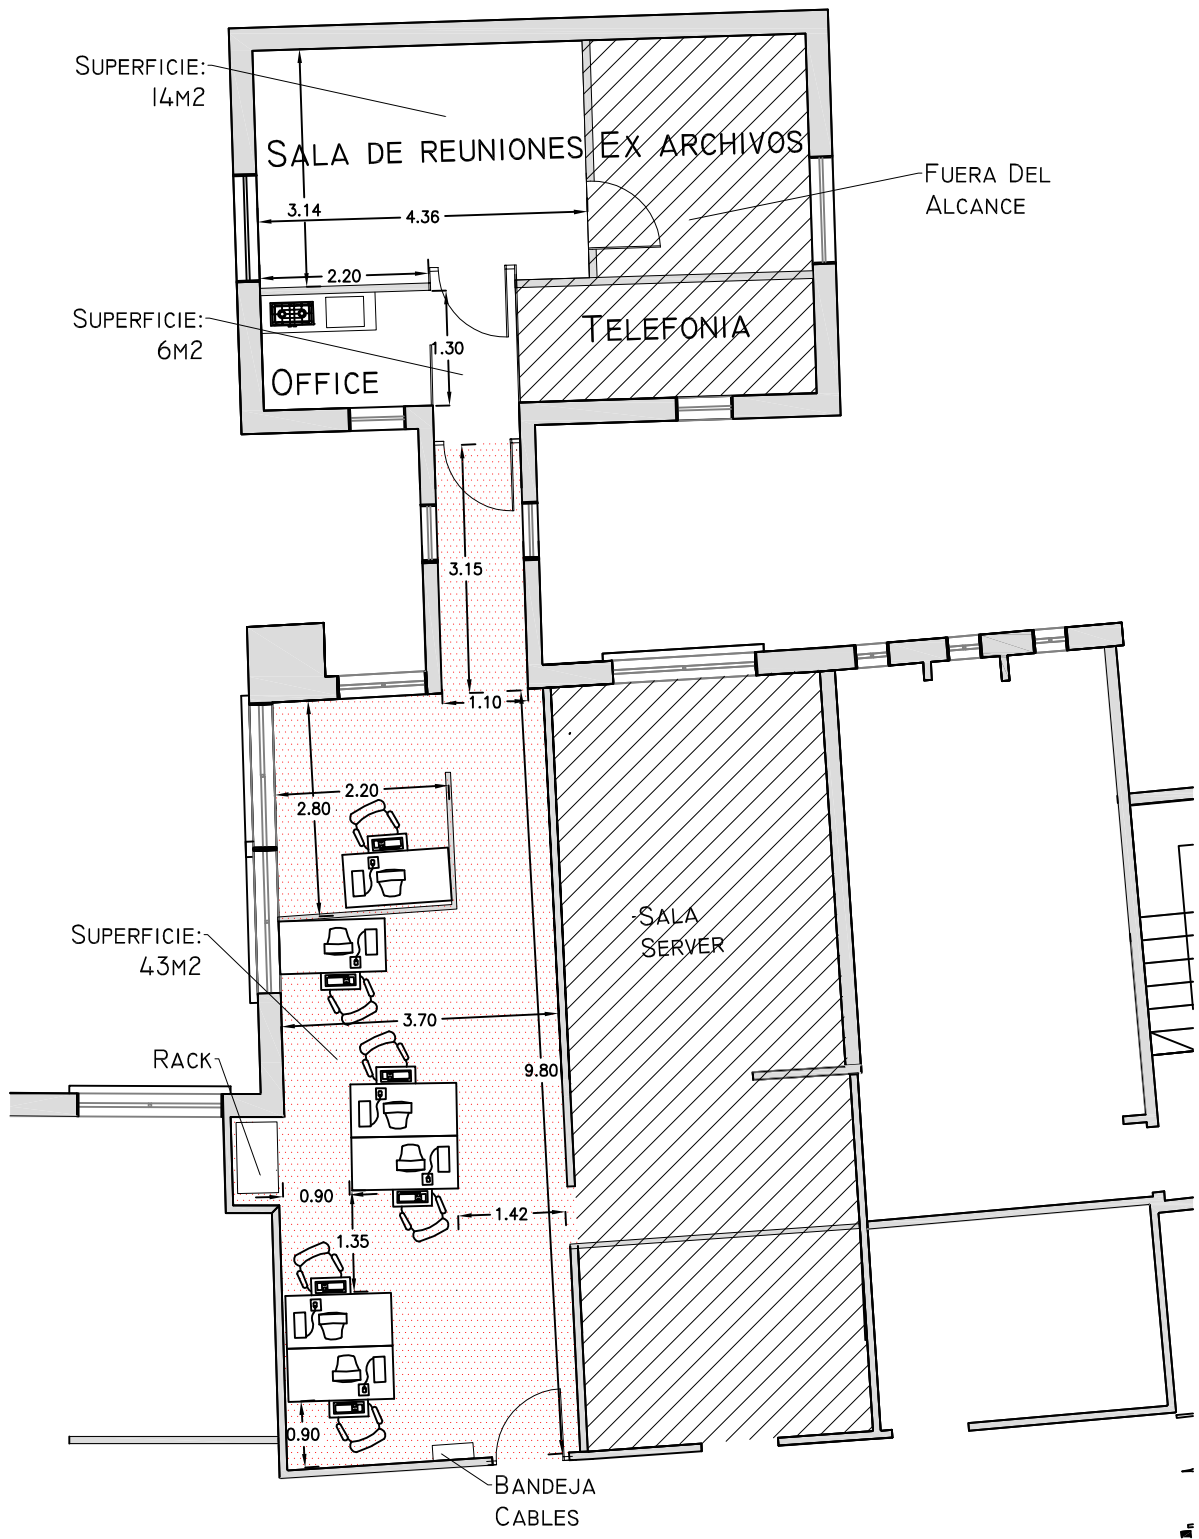 SUPERFICIE:
14M2
SALA DE REUNIONES
EX ARCHIVOS
FUERA DEL
ALCANCE
3.14
4.36
2.20
SUPERFICIE:
6M2
1.30
TELEFONIA
OFFICE
3.15
1.10
2.20
2.80
-SALA
SERVER
SUPERFICIE:
43M2
3.70
RACK
9.80
0.90
1.42
1.35
0.90
BANDEJA
CABLES